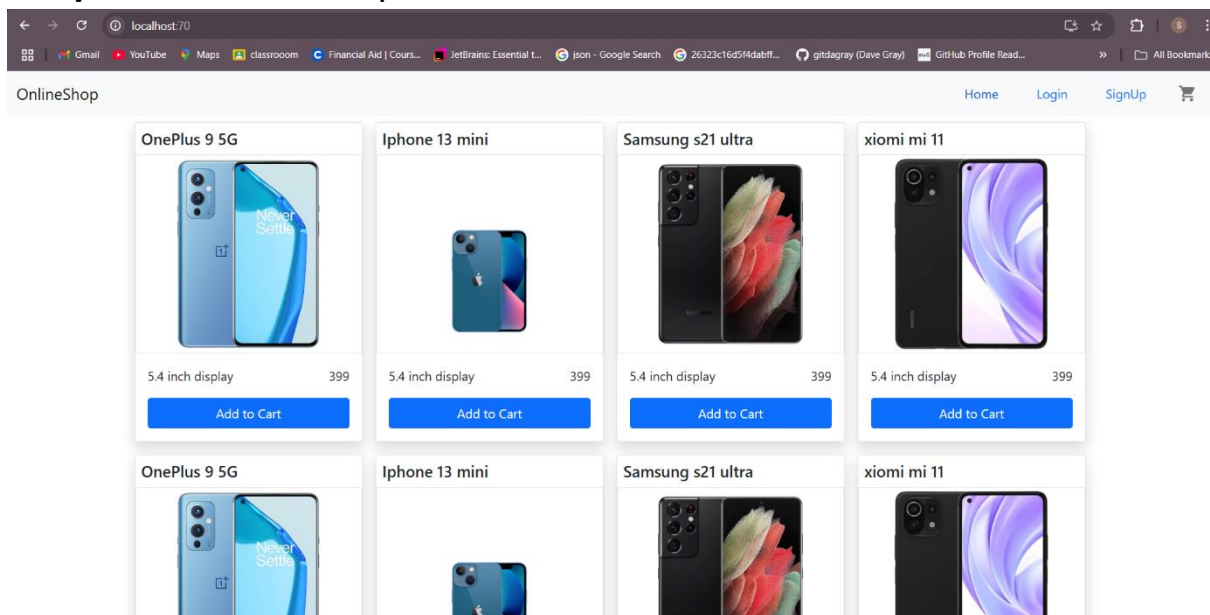 localhost:70
S
Gmail YouTube Maps classrooom Financial Aid | Cours... JetBrains: Essential t... json - Google Search 26323c16d5f4dabff... gitdagray (Dave Gray) GitHub Profile Read... » All Bookmark
OnlineShop Home Login SignUp
OnePlus 9 5G Iphone 13 mini Samsung s21 ultra xiomi mi 11
Never
Settle
5.4 inch display 399 5.4 inch display 399 5.4 inch display 399 5.4 inch display 399
Add to Cart Add to Cart Add to Cart Add to Cart
OnePlus 9 5G Iphone 13 mini Samsung s21 ultra xiomi mi 11
Never
Settle